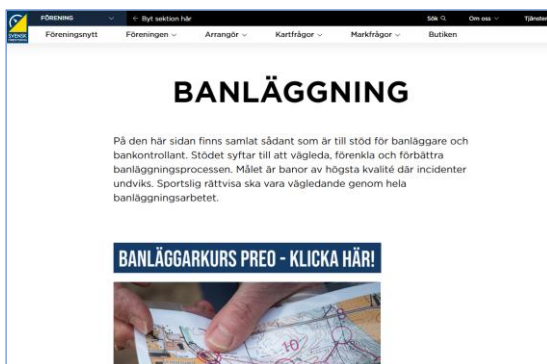 FÖRENING
← Byt sektion här
Sök
Om oss
Tjänster
Föreningsnytt
Föreningen
Arrangör
Kartfrågor
Markfrågor
Butiken
BANLÄGGNING
På den här sidan finns samlat sådant som är till stöd för banläggare och
bankontrollant. Stödet syftar till att vägleda, förenkla och förbättra
banläggningsprocessen. Målet är banor av högsta kvalité där incidenter
undviks. Sportslig rättvisa ska vara vägledande genom hela
banläggningsarbetet.
BANLÄGGARKURS PREO - KLICKA HÄR!